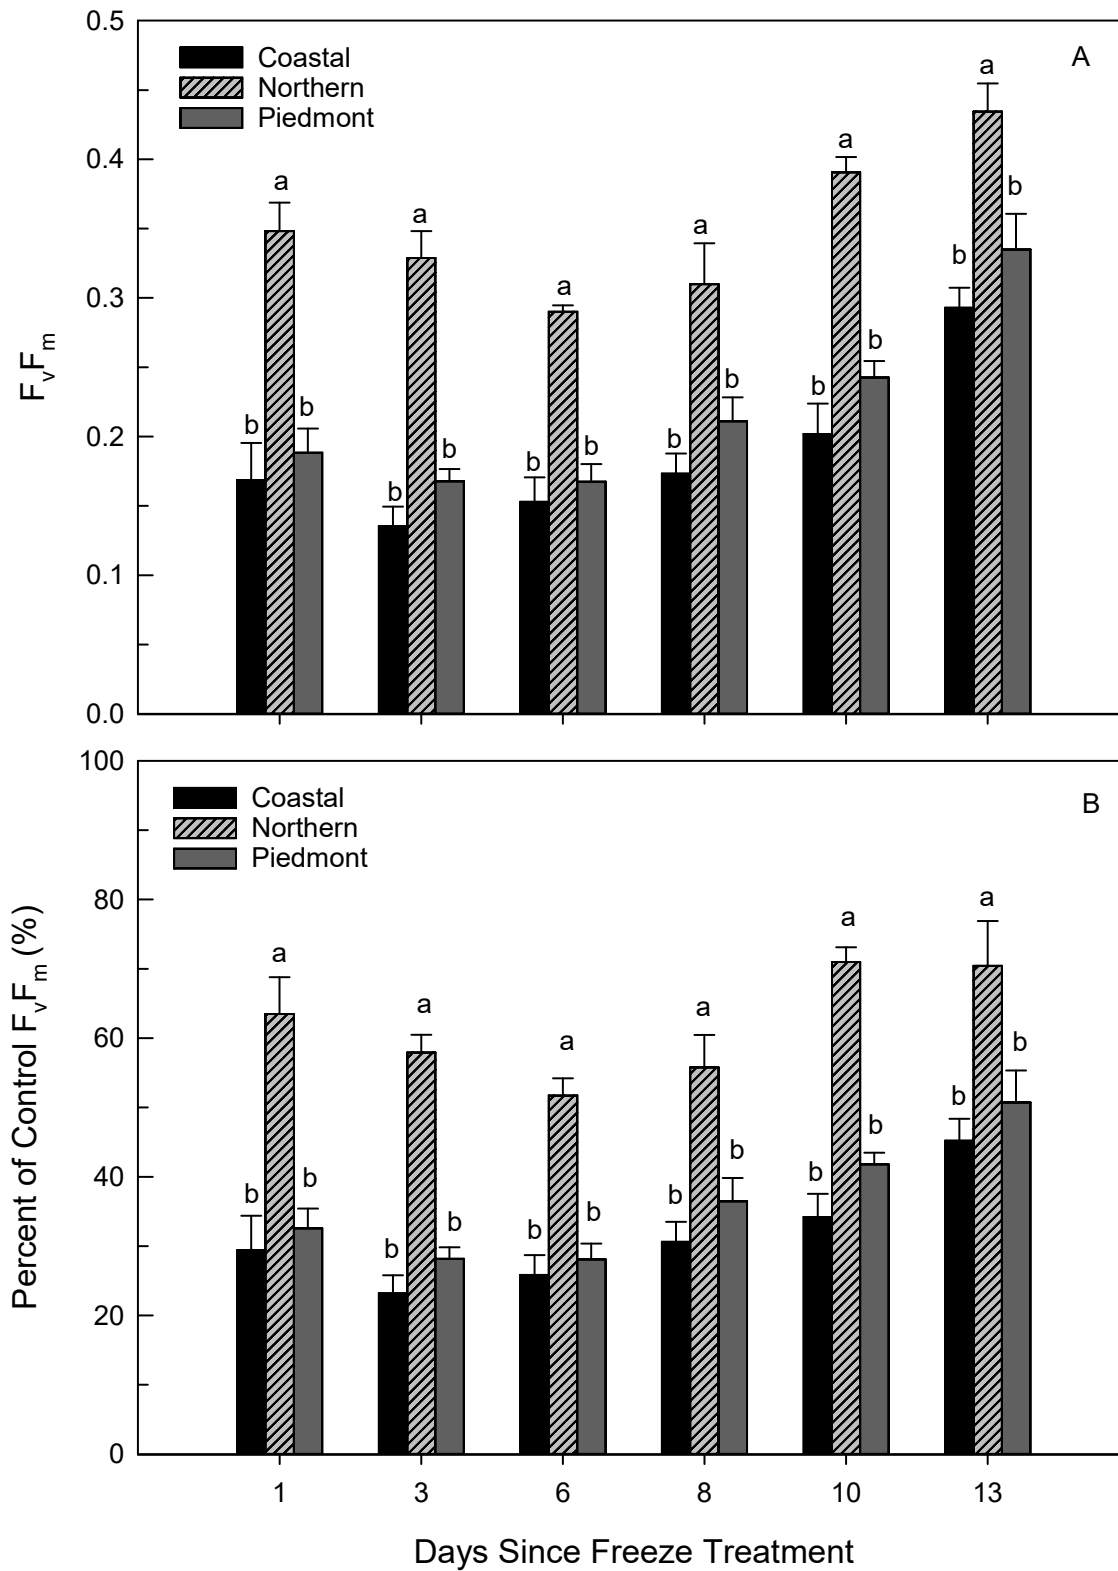 0.5
A
Coastal
Northern
Piedmont
a
a
0.4
a
a
b
a
a
b
0.3
b
b
b
b
b
b
b
b
0.2
b
b
b
0.1
0.0
FvFm
100
B
Coastal
Northern
Piedmont
80
a
a
a
a
a
a
60
b
b
b
b
b
b
b
b
b
b
b
b
40
20
0
Percent of Control FvFm (%)
1 3 6 8 10 13
Days Since Freeze Treatment